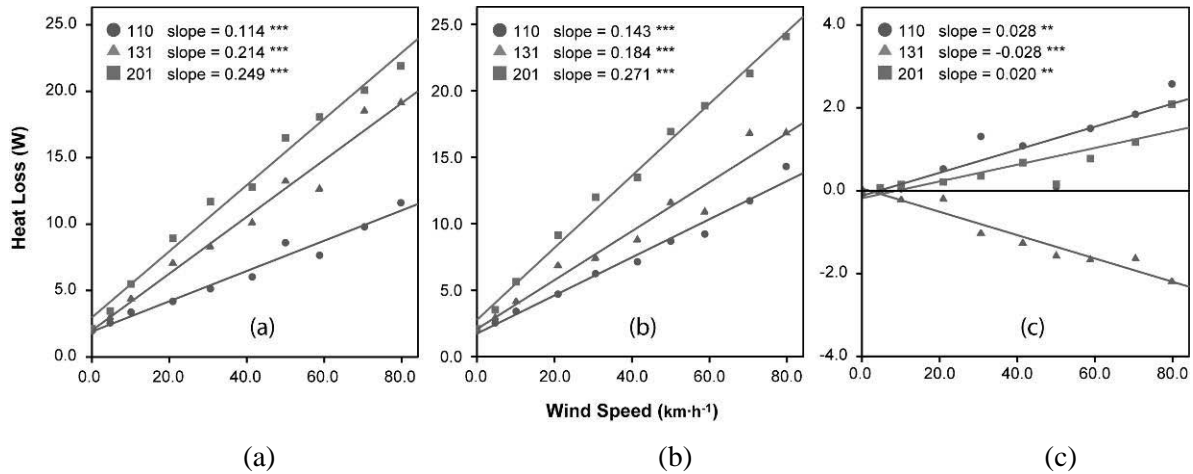 25.0
20.0
15.0
10.0
5.0
0.0
Heat Loss (W)
110 slope = 0.114 ***
131 slope = 0.214 ***
201 slope = 0.249 ***
(a)
0.0 20.0 40.0 60.0 80.0
25.0
20.0
15.0
10.0
5.0
0.0
110 slope = 0.143 ***
131 slope = 0.184 ***
201 slope = 0.271 ***
(b)
0.0 20.0 40.0 60.0 80.0
4.0
2.0
0.0
-2.0
-4.0
110 slope = 0.028 **
131 slope = -0.028 ***
201 slope = 0.020 **
(c)
0.0 20.0 40.0 60.0 80.0
Wind Speed (km·h⁻¹)
(a) (b) (c)